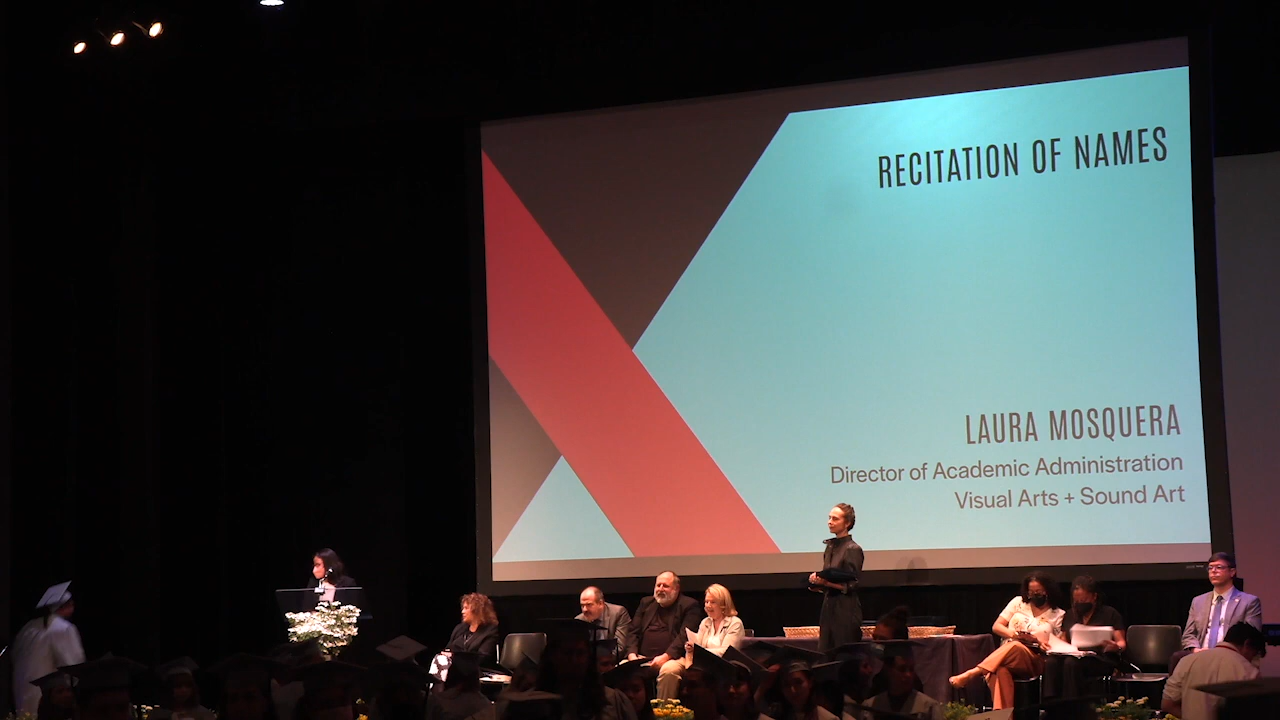 RECITATION OF NAMES
LAURA MOSQUERA
Director of Academic Administration
Visual Arts + Sound Art